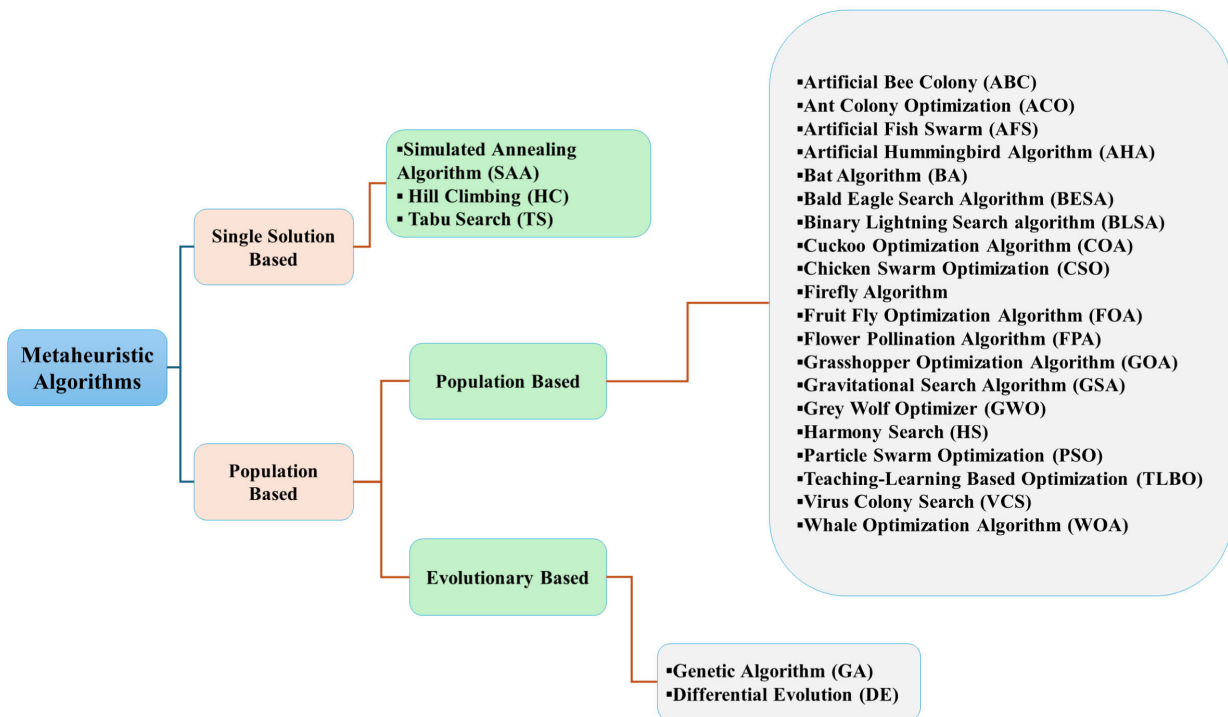 Metaheuristic
Algorithms
Single Solution
Based
▪Simulated Annealing
Algorithm (SAA)
▪ Hill Climbing (HC)
▪ Tabu Search (TS)
Population
Based
Population Based
▪Artificial Bee Colony (ABC)
▪Ant Colony Optimization (ACO)
▪Artificial Fish Swarm (AFS)
▪Artificial Hummingbird Algorithm (AHA)
▪Bat Algorithm (BA)
▪Bald Eagle Search Algorithm (BESA)
▪Binary Lightning Search algorithm (BLSA)
▪Cuckoo Optimization Algorithm (COA)
▪Chicken Swarm Optimization (CSO)
▪Firefly Algorithm
▪Fruit Fly Optimization Algorithm (FOA)
▪Flower Pollination Algorithm (FPA)
▪Grasshopper Optimization Algorithm (GOA)
▪Gravitational Search Algorithm (GSA)
▪Grey Wolf Optimizer (GWO)
▪Harmony Search (HS)
▪Particle Swarm Optimization (PSO)
▪Teaching-Learning Based Optimization (TLBO)
▪Virus Colony Search (VCS)
▪Whale Optimization Algorithm (WOA)
Evolutionary Based
▪Genetic Algorithm (GA)
▪Differential Evolution (DE)